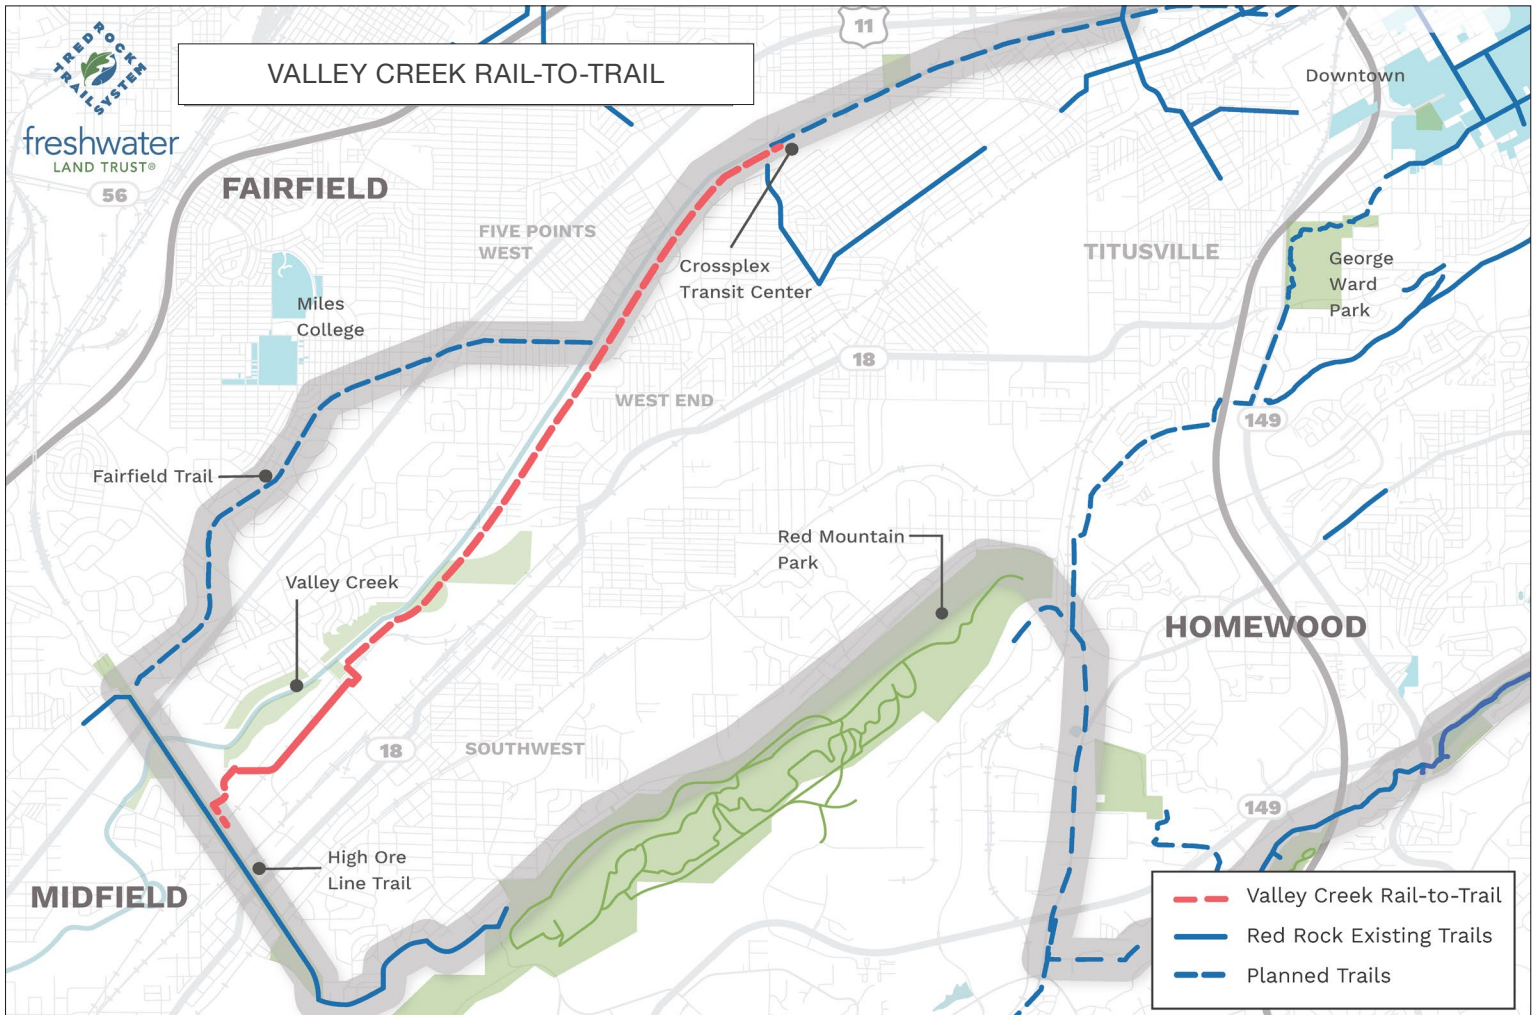 RED ROCK
TRAIL SYSTEM
freshwater
LAND TRUST®
VALLEY CREEK RAIL-TO-TRAIL
11
Downtown
56
FAIRFIELD
FIVE POINTS
WEST
Crossplex
Transit Center
TITUSVILLE
George
Ward
Park
Miles
College
18
WEST END
149
Fairfield Trail
Red Mountain
Park
Valley Creek
HOMEWOOD
18
SOUTHWEST
149
High Ore
Line Trail
MIDFIELD
Valley Creek Rail-to-Trail
Red Rock Existing Trails
Planned Trails